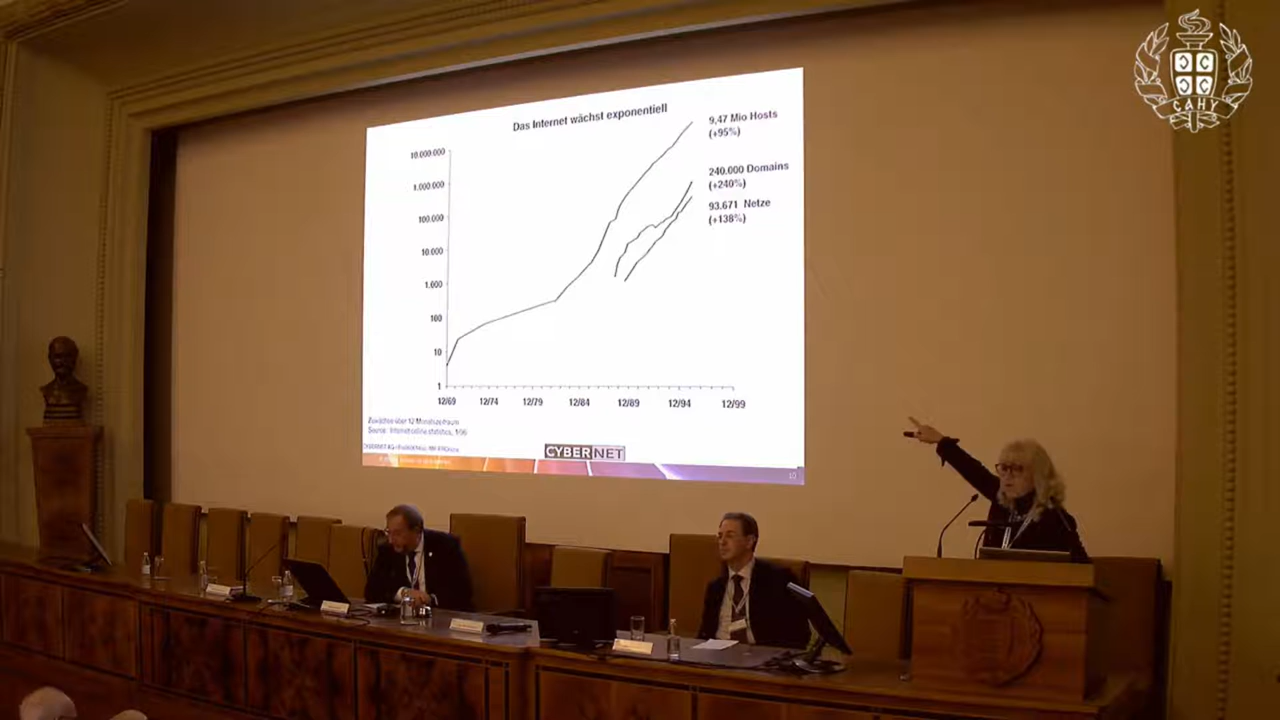 Das Internet wächst exponentiell
9,47 Mio Hosts
(+95%)
240.000 Domains
(+240%)
93.671 Netze
(+138%)
10.000.000
1.000.000
100.000
10.000
1.000
100
10
1
12/69 12/74 12/79 12/84 12/89 12/94 12/99
Zuwächse über 12 Monatszeitraum
Source: Internet online statistics, 1/96
CYBERNET
10
САНУ